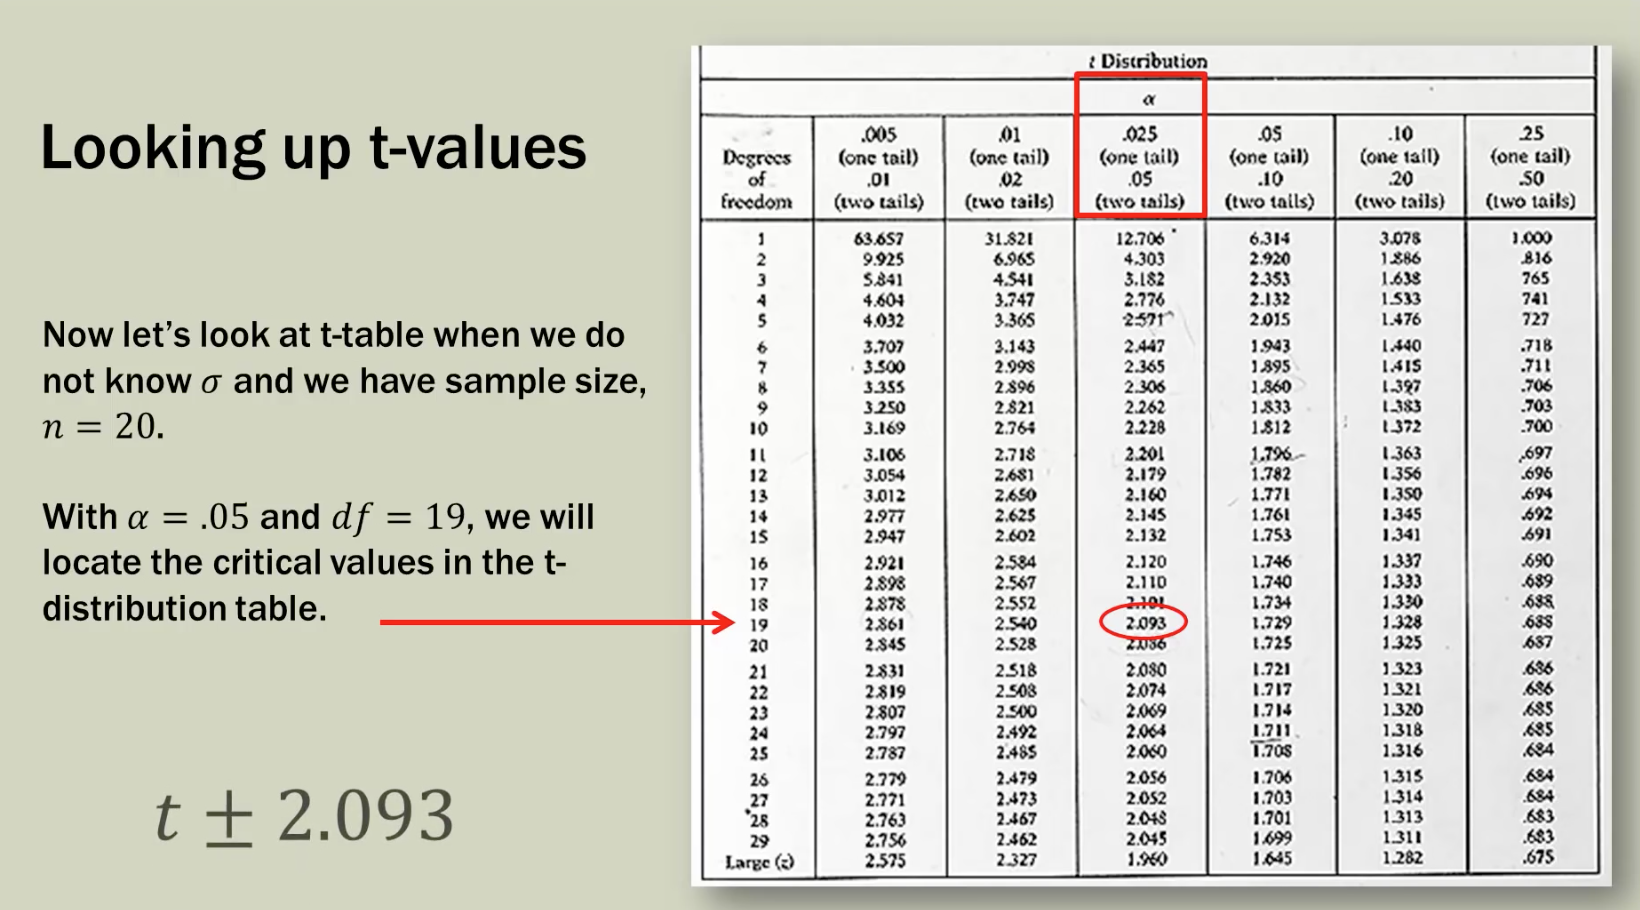 Looking up t-values
Now let's look at t-table when we do
not know σ and we have sample size,
n = 20.
With α = .05 and df = 19, we will
locate the critical values in the t-
distribution table.
t ± 2.093
t Distribution
α
.005 .01 .025 .05 .10 .25
Degrees (one tail) (one tail) (one tail) (one tail) (one tail) (one tail)
of .01 .02 .05 .10 .20 .50
freedom (two tails) (two tails) (two tails) (two tails) (two tails) (two tails)
1 63.657 31.821 12.706 6.314 3.078 1.000
2 9.925 6.965 4.303 2.920 1.886 .816
3 5.841 4.541 3.182 2.353 1.638 765
4 4.604 3.747 2.776 2.132 1.533 741
5 4.032 3.365 2.571 2.015 1.476 727
6 3.707 3.143 2.447 1.943 1.440 .718
7 3.500 2.998 2.365 1.895 1.415 .711
8 3.355 2.896 2.306 1.860 1.397 .706
9 3.250 2.821 2.262 1.833 1.383 .703
10 3.169 2.764 2.228 1.812 1.372 .700
11 3.106 2.718 2.201 1.796 1.363 .697
12 3.054 2.681 2.179 1.782 1.356 .696
13 3.012 2.650 2.160 1.771 1.350 .694
14 2.977 2.625 2.145 1.761 1.345 .692
15 2.947 2.602 2.132 1.753 1.341 .691
16 2.921 2.584 2.120 1.746 1.337 .690
17 2.898 2.567 2.110 1.740 1.333 .689
18 2.878 2.552 2.101 1.734 1.330 .688
19 2.861 2.540 2.093 1.729 1.328 .688
20 2.845 2.528 2.086 1.725 1.325 .687
21 2.831 2.518 2.080 1.721 1.323 .686
22 2.819 2.508 2.074 1.717 1.321 .686
23 2.807 2.500 2.069 1.714 1.320 .685
24 2.797 2.492 2.064 1.711 1.318 .685
25 2.787 2.485 2.060 1.708 1.316 .684
26 2.779 2.479 2.056 1.706 1.315 .684
27 2.771 2.473 2.052 1.703 1.314 .684
28 2.763 2.467 2.048 1.701 1.313 .683
29 2.756 2.462 2.045 1.699 1.311 .683
Large (z) 2.575 2.327 1.960 1.645 1.282 .675